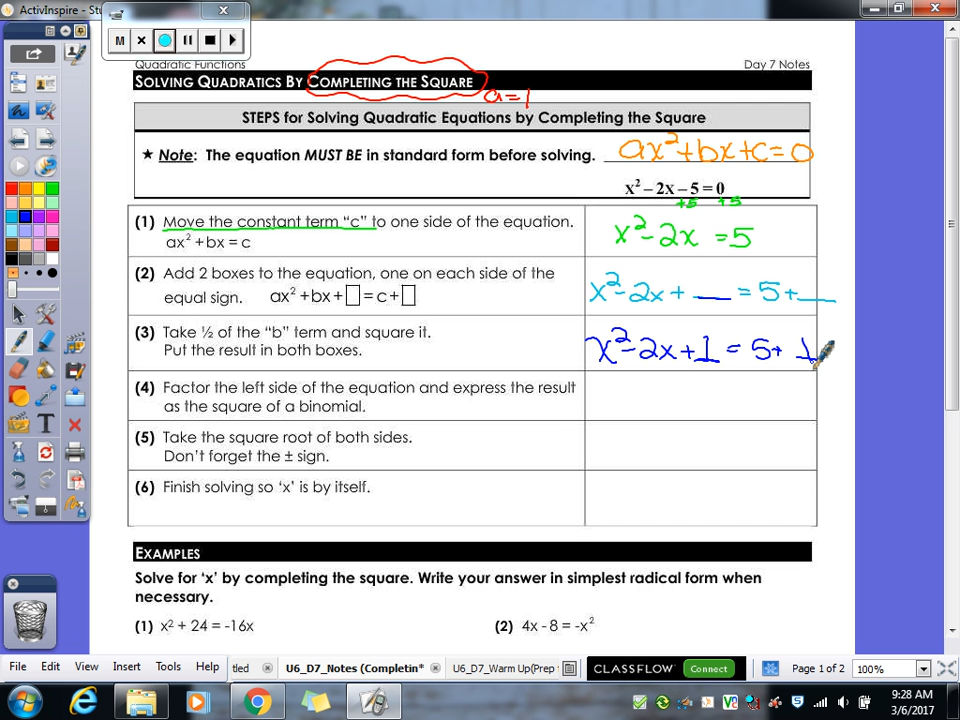 ActivInspire - Stu
M
Quadratic Functions Day 7 Notes
SOLVING QUADRATICS BY COMPLETING THE SQUARE
a=1
STEPS for Solving Quadratic Equations by Completing the Square
★ Note: The equation MUST BE in standard form before solving. ax²+bx+c=0
x² – 2x – 5 = 0
+5 +5
(1) Move the constant term “c” to one side of the equation.
ax² +bx = c
x²-2x =5
(2) Add 2 boxes to the equation, one on each side of the
equal sign. ax² +bx + □ = c + □
x²-2x + __ = 5+__
(3) Take ½ of the “b” term and square it.
Put the result in both boxes.
x²-2x+1 = 5+ 1
(4) Factor the left side of the equation and express the result
as the square of a binomial.
(5) Take the square root of both sides.
Don’t forget the ± sign.
(6) Finish solving so ‘x’ is by itself.
EXAMPLES
Solve for ‘x’ by completing the square. Write your answer in simplest radical form when
necessary.
(1) x² + 24 = -16x (2) 4x - 8 = -x²
File Edit View Insert Tools Help tled U6_D7_Notes (Completin* U6_D7_Warm Up(Prep CLASSFLOW Connect Page 1 of 2 100%
9:28 AM
3/6/2017